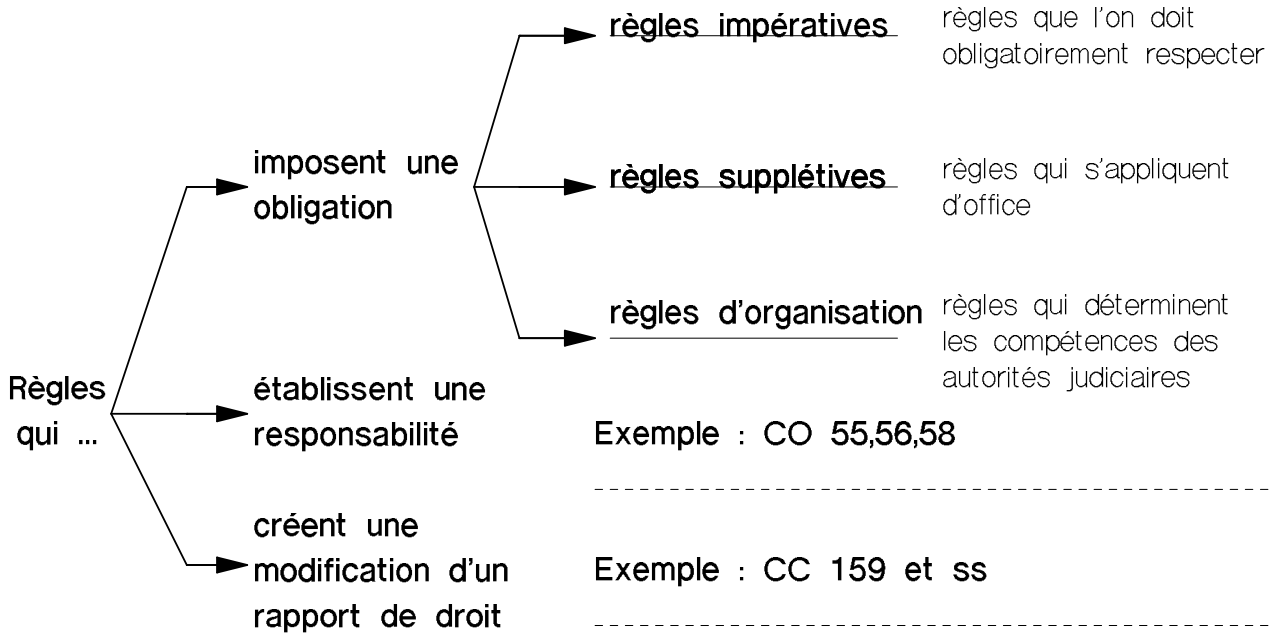 Règles
qui ...
imposent une
obligation
règles impératives
règles que l'on doit
obligatoirement respecter
règles supplétives
règles qui s'appliquent
d'office
règles d'organisation
règles qui déterminent
les compétences des
autorités judiciaires
établissent une
responsabilité
Exemple : CO 55,56,58
créent une
modification d'un
rapport de droit
Exemple : CC 159 et ss